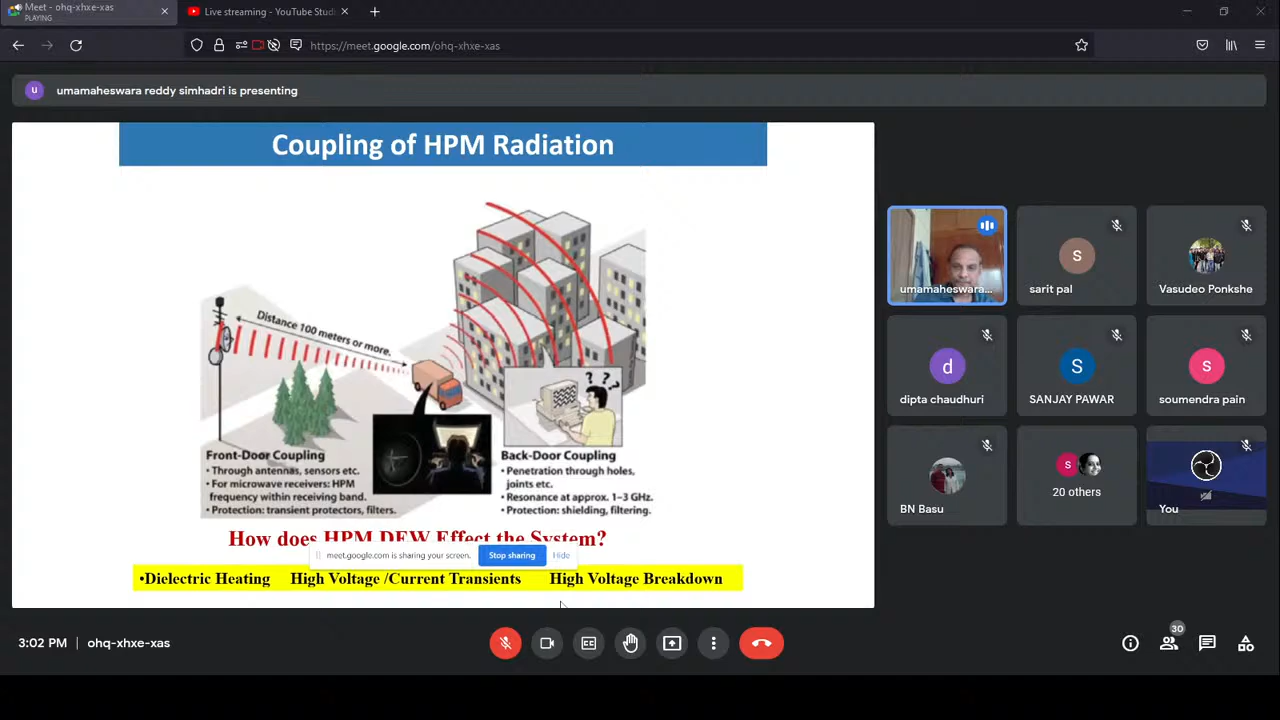 Meet - ohq-xhxe-xas
PLAYING
Live streaming - YouTube Studi
https://meet.google.com/ohq-xhxe-xas
u
umamaheswara reddy simhadri is presenting
Coupling of HPM Radiation
Distance 100 meters or more.
? ? ?
Front-Door Coupling
• Through antennas, sensors etc.
• For microwave receivers: HPM
frequency within receiving band.
• Protection: transient protectors, filters.
Back-Door Coupling
• Penetration through holes,
joints etc.
• Resonance at approx. 1–3 GHz.
• Protection: shielding, filtering.
How does HPM DEW Effect the System?
meet.google.com is sharing your screen.
Stop sharing
Hide
•Dielectric Heating High Voltage /Current Transients High Voltage Breakdown
umamaheswara...
s
sarit pal
Vasudeo Ponkshe
d
dipta chaudhuri
S
SANJAY PAWAR
s
soumendra pain
BN Basu
S
20 others
You
3:02 PM | ohq-xhxe-xas
30